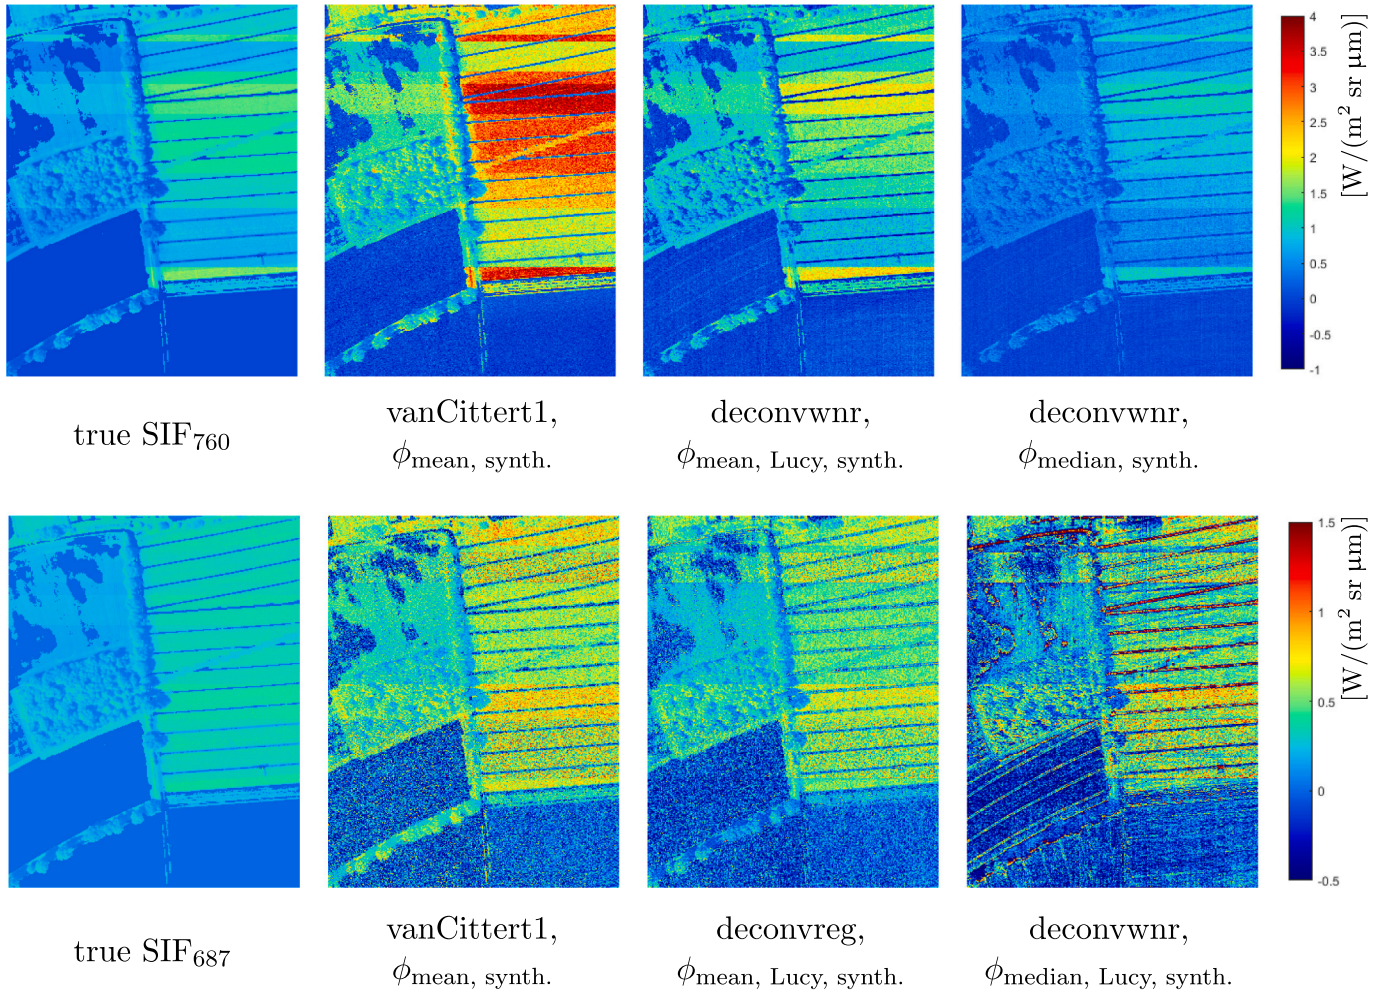 4
3.5
3
2.5
2
1.5
1
0.5
0
-0.5
-1
[W/(m² sr µm)]
true SIF₇₆₀
vanCittert1,
ϕmean, synth.
deconvwnr,
ϕmean, Lucy, synth.
deconvwnr,
ϕmedian, synth.
1.5
1
0.5
0
-0.5
[W/(m² sr µm)]
true SIF₆₈₇
vanCittert1,
ϕmean, synth.
deconvreg,
ϕmean, Lucy, synth.
deconvwnr,
ϕmedian, Lucy, synth.